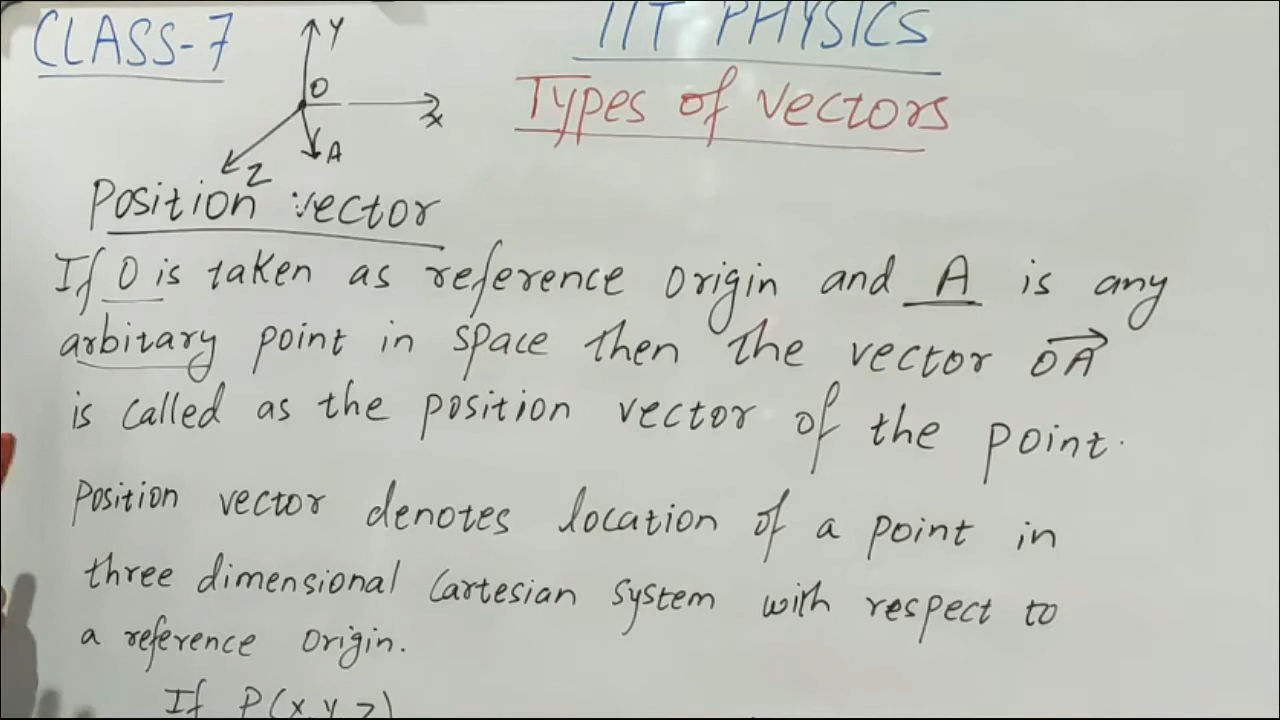 CLASS-7
IIT PHYSICS
Types of vectors
Y
O
X
A
Z
Position vector
If O is taken as reference origin and A is any
arbitary point in space then the vector OA
is called as the position vector of the point.
Position vector denotes location of a point in
three dimensional Cartesian system with respect to
a reference origin.
If P(x,y,z)